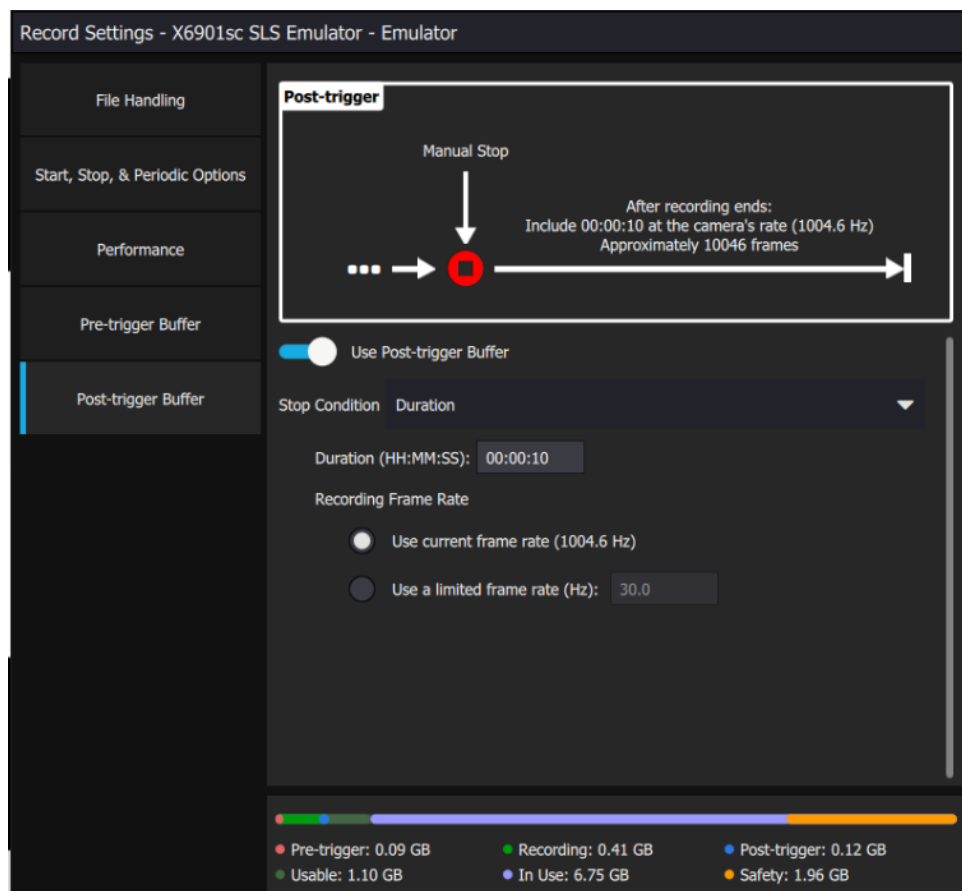 Record Settings - X6901sc SLS Emulator - Emulator
File Handling
Start, Stop, & Periodic Options
Performance
Pre-trigger Buffer
Post-trigger Buffer
Post-trigger
Manual Stop
After recording ends:
Include 00:00:10 at the camera's rate (1004.6 Hz)
Approximately 10046 frames
Use Post-trigger Buffer
Stop Condition Duration
Duration (HH:MM:SS): 00:00:10
Recording Frame Rate
Use current frame rate (1004.6 Hz)
Use a limited frame rate (Hz): 30.0
Pre-trigger: 0.09 GB Recording: 0.41 GB Post-trigger: 0.12 GB
Usable: 1.10 GB In Use: 6.75 GB Safety: 1.96 GB